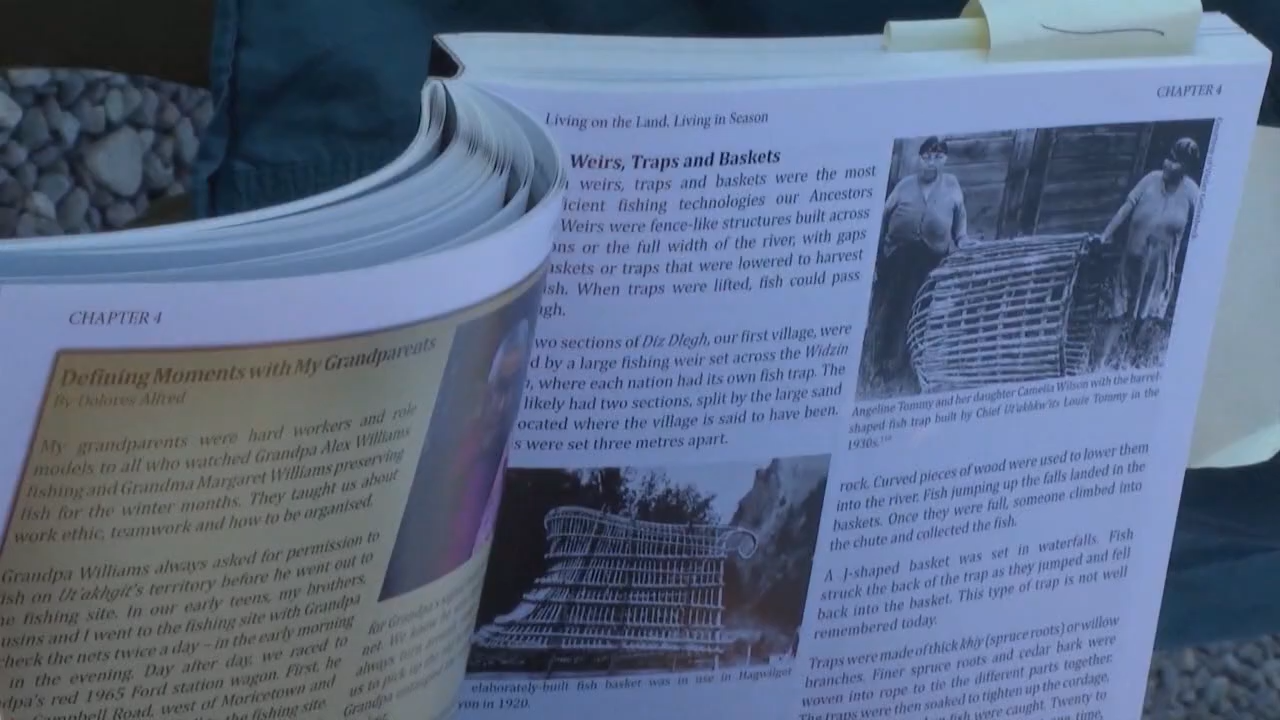 CHAPTER 4
Defining Moments with My Grandparents
By Dolores Alfred
My grandparents were hard workers and role
models to all who watched Grandpa Alex Williams
fishing and Grandma Margaret Williams preserving
fish for the winter months. They taught us about
work ethic, teamwork and how to be organised.
Grandpa Williams always asked for permission to
ish on Ut'akhgit's territory before he went out to
e fishing site. In our early teens, my brothers,
usins and I went to the fishing site with Grandpa
check the nets twice a day – in the early morning
in the evening. Day after day, we raced to
dpa's red 1965 Ford station wagon. First, he
Campbell Road, west of Moricetown and
the fishing site.
for Grandpa's
net. We
always
us to pick up the
Grandpa
Living on the Land, Living in Season
CHAPTER 4
Weirs, Traps and Baskets
weirs, traps and baskets were the most
icient fishing technologies our Ancestors
Weirs were fence-like structures built across
ons or the full width of the river, with gaps
askets or traps that were lowered to harvest
ish. When traps were lifted, fish could pass
ugh.
wo sections of Diz Dlegh, our first village, were
d by a large fishing weir set across the Widzin
, where each nation had its own fish trap. The
likely had two sections, split by the large sand
ocated where the village is said to have been.
s were set three metres apart.
elaborately-built fish basket was in use in Hagwilget
yon in 1920.
Angeline Tommy and her daughter Camelia Wilson with the barrel-
shaped fish trap built by Chief Ut'akhkw'its Louie Tommy in the
1930s.
rock. Curved pieces of wood were used to lower them
into the river. Fish jumping up the falls landed in the
baskets. Once they were full, someone climbed into
the chute and collected the fish.
A J-shaped basket was set in waterfalls. Fish
struck the back of the trap as they jumped and fell
back into the basket. This type of trap is not well
remembered today.
Traps were made of thick khiy (spruce roots) or willow
branches. Finer spruce roots and cedar bark were
woven into rope to tie the different parts together.
The traps were then soaked to tighten up the cordage,
fish were caught. Twenty to
time,